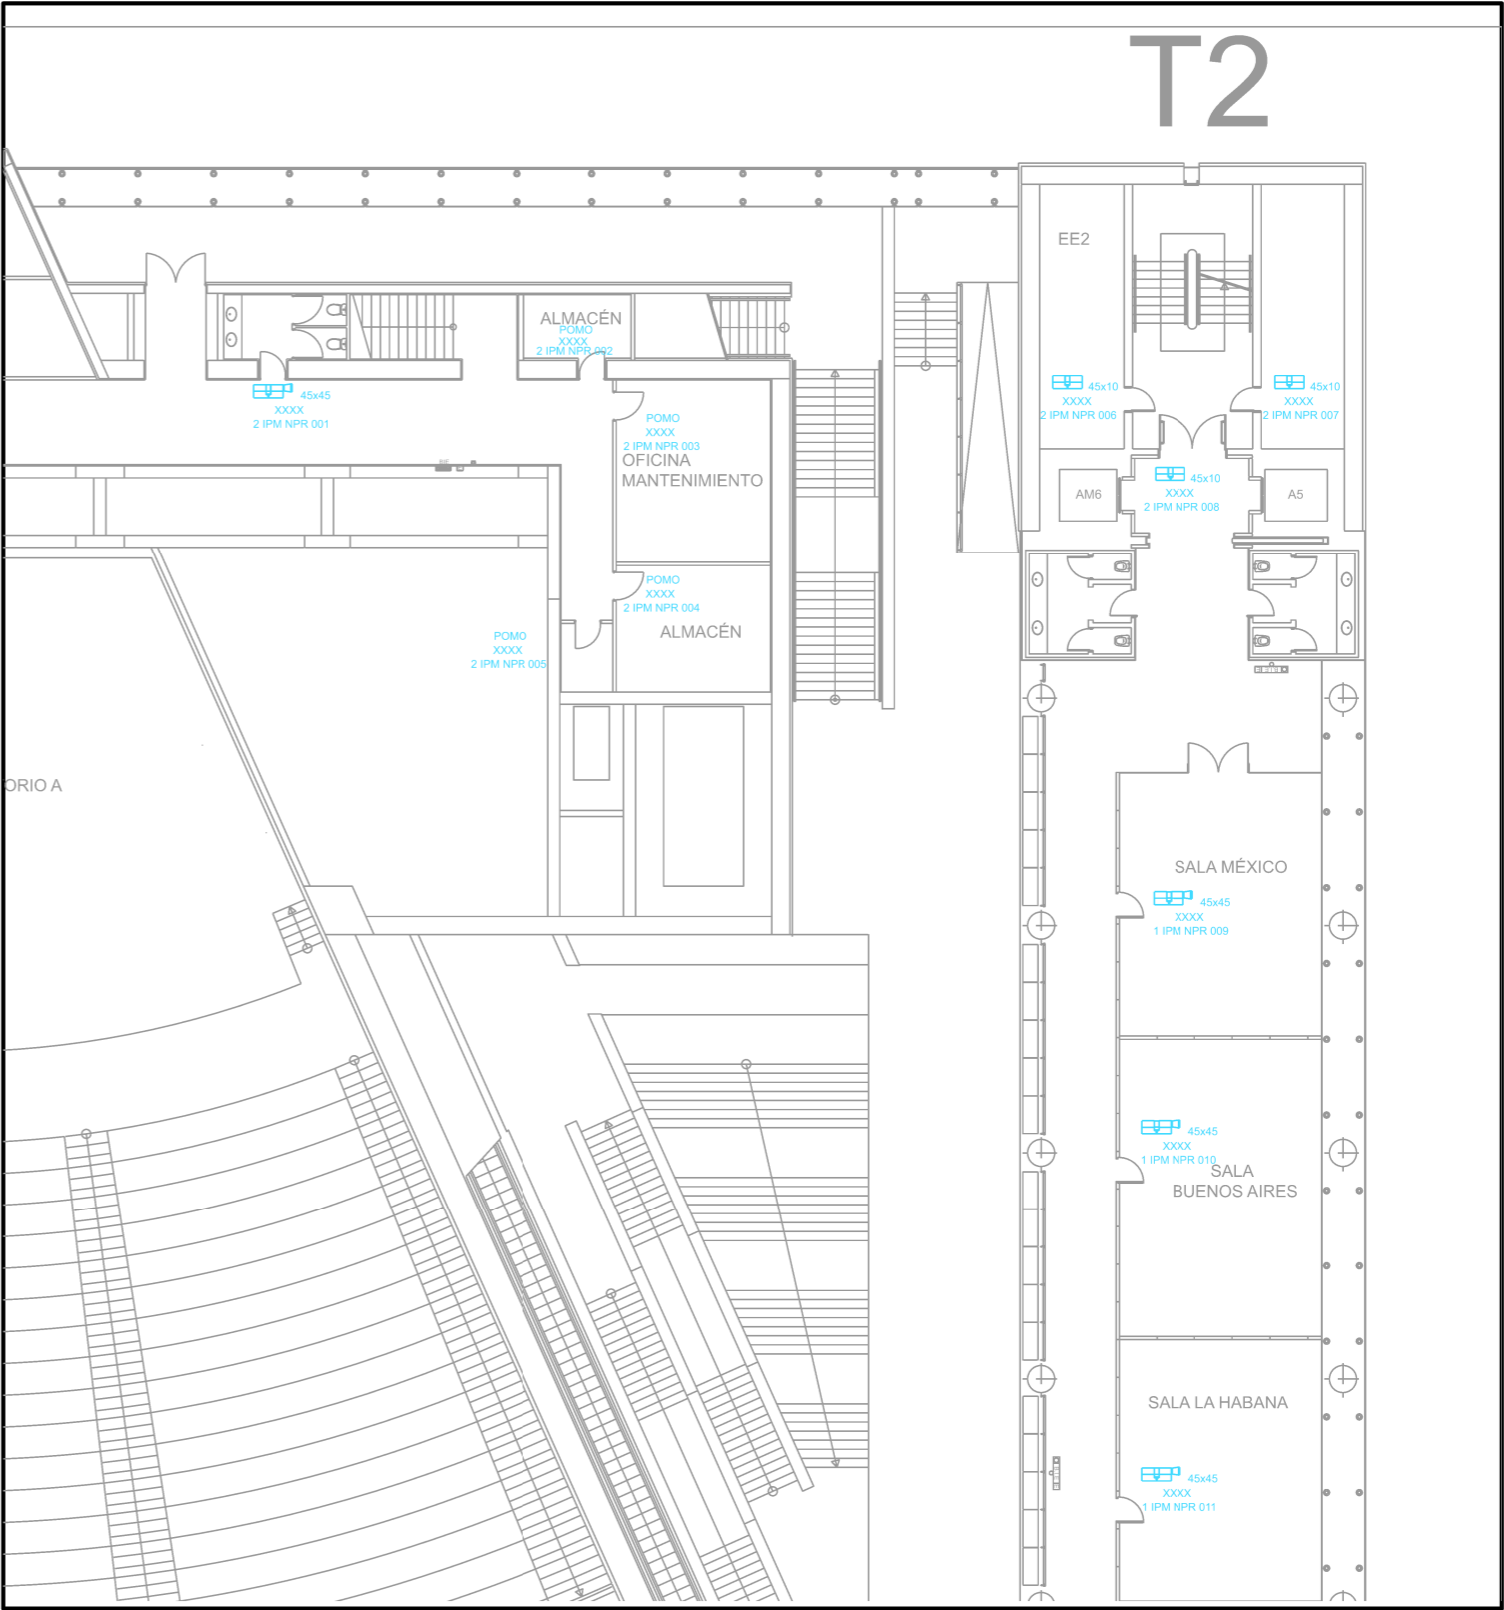 T2
EE2
ALMACÉN
POMO
XXXX
2 IPM NPR 002
45x45
XXXX
2 IPM NPR 001
45x10
XXXX
2 IPM NPR 006
45x10
XXXX
2 IPM NPR 007
POMO
XXXX
2 IPM NPR 003
OFICINA
MANTENIMIENTO
45x10
XXXX
2 IPM NPR 008
AM6
A5
POMO
XXXX
2 IPM NPR 004
ALMACÉN
POMO
XXXX
2 IPM NPR 005
ORIO A
SALA MÉXICO
45x45
XXXX
1 IPM NPR 009
45x45
XXXX
1 IPM NPR 010
SALA
BUENOS AIRES
SALA LA HABANA
45x45
XXXX
1 IPM NPR 011